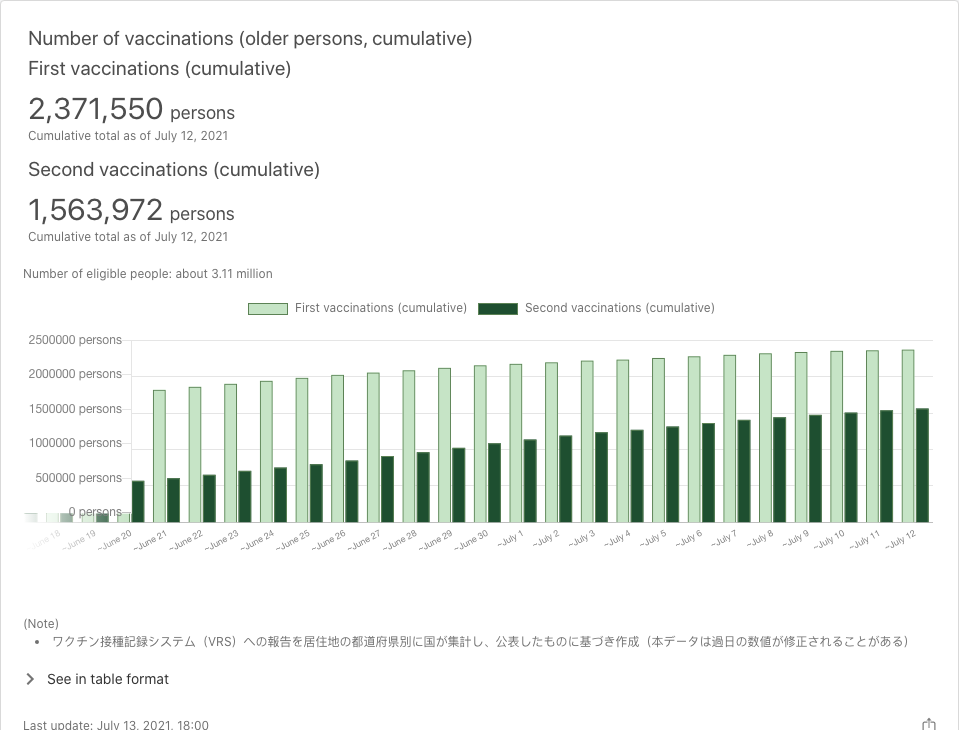 Number of vaccinations (older persons, cumulative)
First vaccinations (cumulative)
2,371,550 persons
Cumulative total as of July 12, 2021
Second vaccinations (cumulative)
1,563,972 persons
Cumulative total as of July 12, 2021
Number of eligible people: about 3.11 million
First vaccinations (cumulative) Second vaccinations (cumulative)
2500000 persons
2000000 persons
1500000 persons
1000000 persons
500000 persons
0 persons
~June 19 ~June 20 ~June 21 ~June 22 ~June 23 ~June 24 ~June 25 ~June 26 ~June 27 ~June 28 ~June 29 ~June 30 ~July 1 ~July 2 ~July 3 ~July 4 ~July 5 ~July 6 ~July 7 ~July 8 ~July 9 ~July 10 ~July 11 ~July 12
(Note)
• ワクチン接種記録システム（VRS）への報告を居住地の都道府県別に国が集計し、公表したものに基づき作成（本データは過日の数値が修正されることがある）
See in table format
Last update: July 13, 2021, 18:00